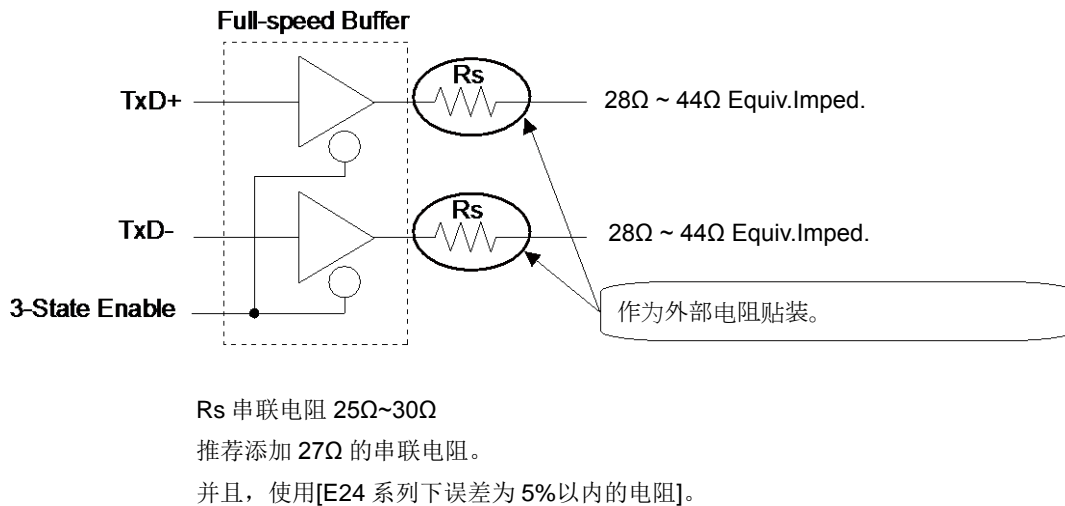 Full-speed Buffer
TxD+
Rs
28Ω ~ 44Ω Equiv.Imped.
TxD-
Rs
28Ω ~ 44Ω Equiv.Imped.
3-State Enable
作为外部电阻贴装。
Rs 串联电阻 25Ω~30Ω
推荐添加 27Ω 的串联电阻。
并且，使用[E24 系列下误差为 5%以内的电阻]。